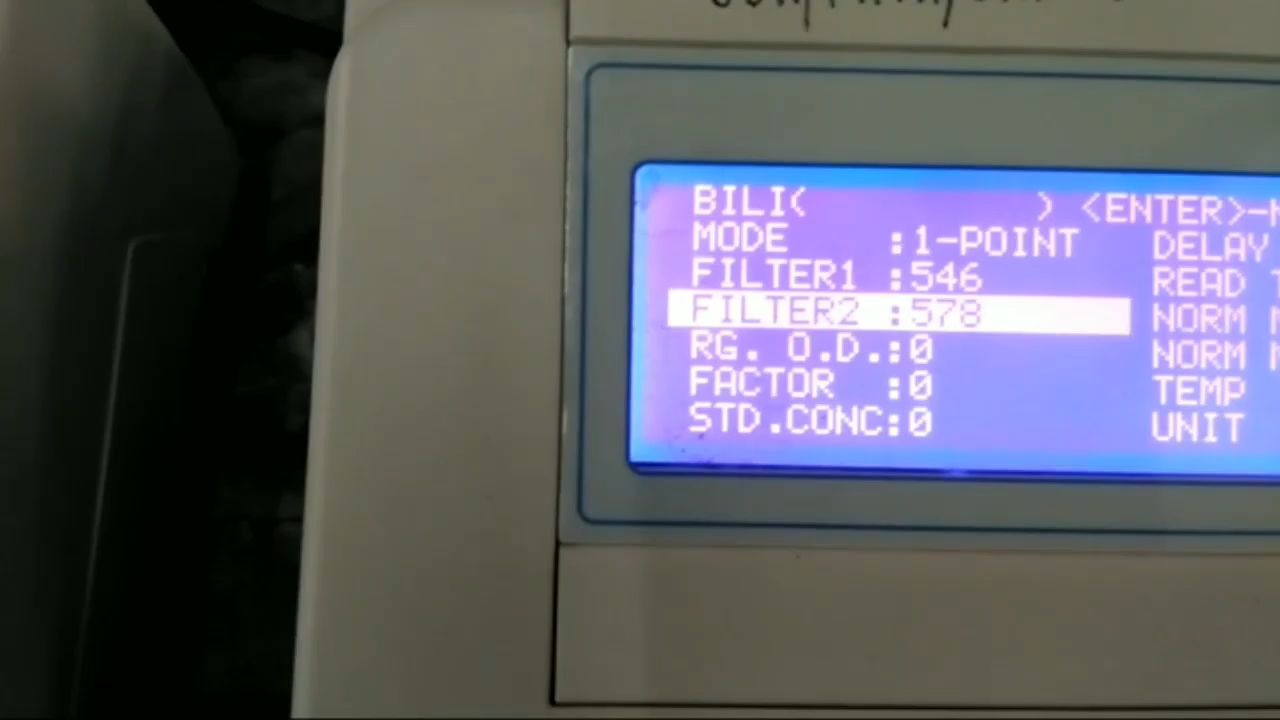 BILI( ) <ENTER>-
MODE :1-POINT DELAY
FILTER1 :546 READ
FILTER2 :578 NORM
RG. O.D.:0 NORM
FACTOR :0 TEMP
STD.CONC:0 UNIT